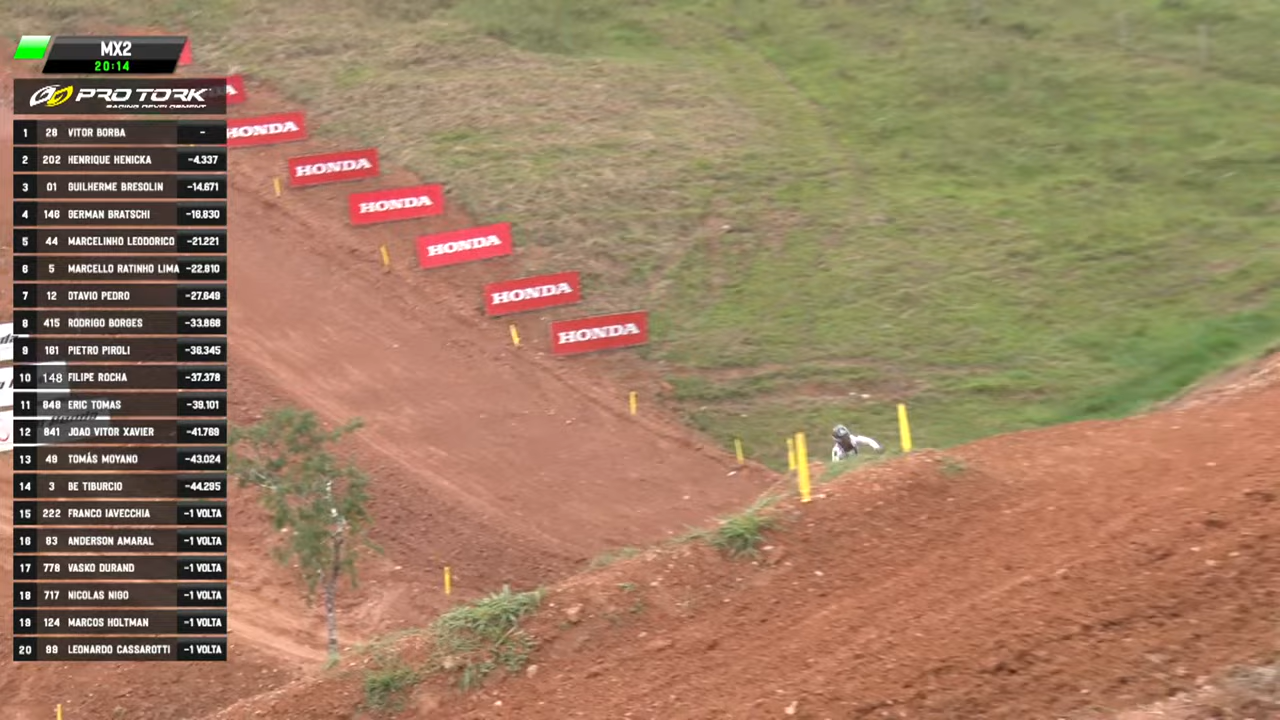 MX2
20:14
PRO TORK
RACING DEVELOPMENT
1 28 VITOR BORBA -
2 202 HENRIQUE HENICKA -4.337
3 01 GUILHERME BRESOLIN -14.671
4 146 GERMAN BRATSCHI -16.830
5 44 MARCELINHO LEODORICO -21.221
6 5 MARCELLO RATINHO LIMA -22.810
7 12 OTAVIO PEDRO -27.649
8 415 RODRIGO BORGES -33.868
9 181 PIETRO PIROLI -36.345
10 148 FILIPE ROCHA -37.378
11 848 ERIC TOMAS -39.101
12 841 JOAO VITOR XAVIER -41.769
13 49 TOMÁS MOYANO -43.024
14 3 BE TIBURCIO -44.295
15 222 FRANCO IAVECCHIA -1 VOLTA
16 83 ANDERSON AMARAL -1 VOLTA
17 778 VASKO DURAND -1 VOLTA
18 717 NICOLAS NIGO -1 VOLTA
19 124 MARCOS HOLTMAN -1 VOLTA
20 99 LEONARDO CASSAROTTI -1 VOLTA
HONDA
HONDA
HONDA
HONDA
HONDA
HONDA